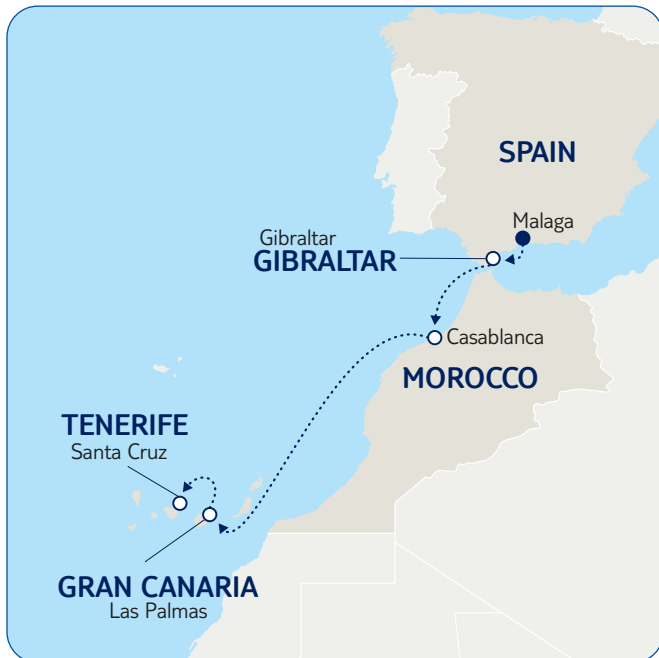 SPAIN
Malaga
Gibraltar
GIBRALTAR
Casablanca
MOROCCO
TENERIFE
Santa Cruz
GRAN CANARIA
Las Palmas